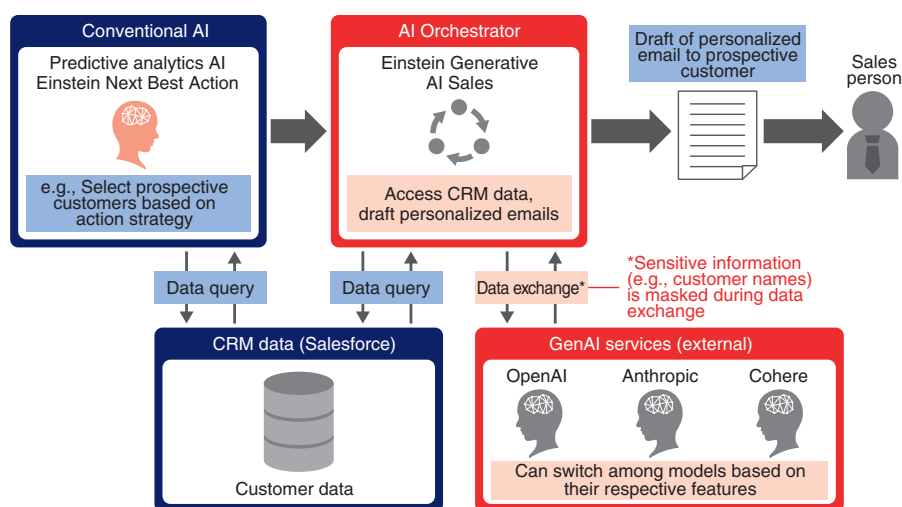 Conventional AI
Predictive analytics AI
Einstein Next Best Action
e.g., Select prospective
customers based on
action strategy
AI Orchestrator
Einstein Generative
AI Sales
Access CRM data,
draft personalized emails
Draft of personalized
email to prospective
customer
Sales
person
Data query
Data query
Data exchange*
*Sensitive information
(e.g., customer names)
is masked during data
exchange
CRM data (Salesforce)
Customer data
GenAI services (external)
OpenAI
Anthropic
Cohere
Can switch among models based on
their respective features